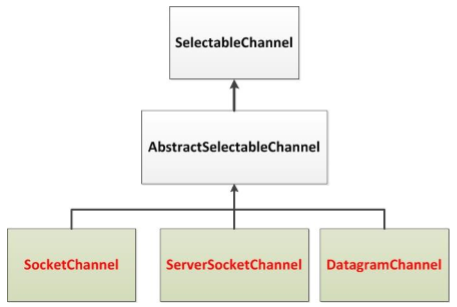 SelectableChannel
AbstractSelectableChannel
SocketChannel
ServerSocketChannel
DatagramChannel